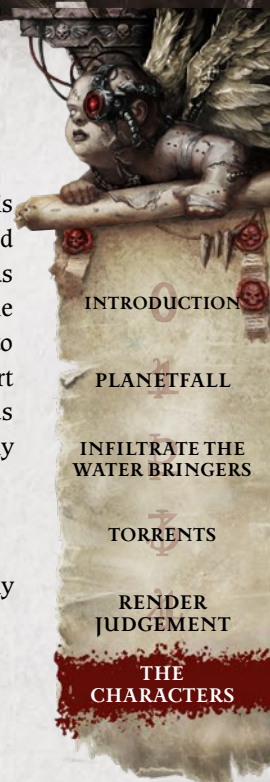 INTRODUCTION
PLANETFALL
INFILTRATE THE
WATER BRINGERS
TORRENTS
RENDER
JUDGEMENT
THE
CHARACTERS